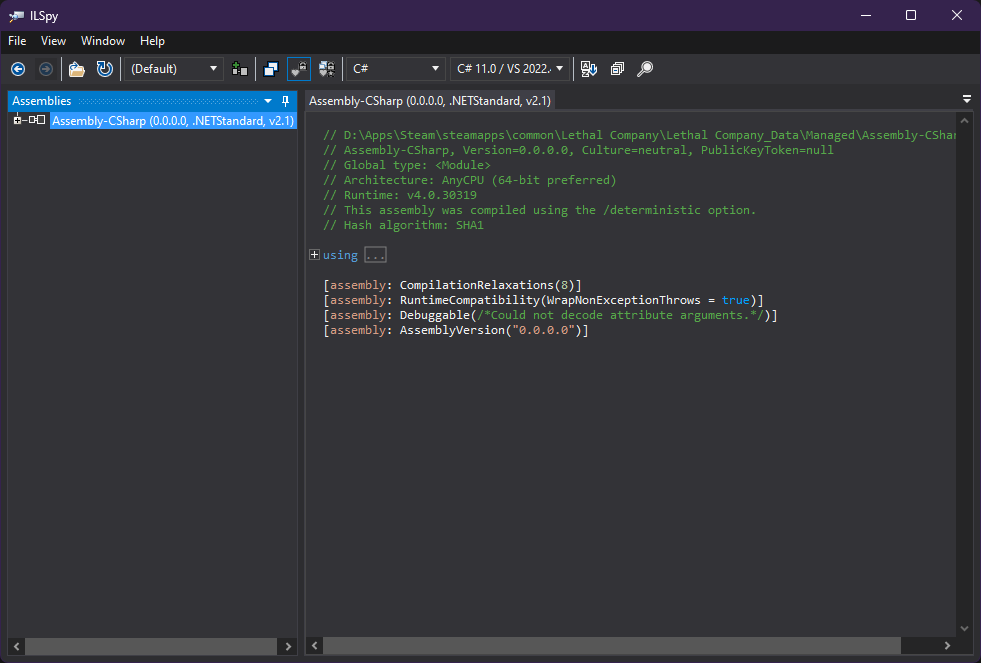 ILSpy
File View Window Help
(Default) C# C# 11.0 / VS 2022.
Assemblies
Assembly-CSharp (0.0.0.0, .NETStandard, v2.1)
Assembly-CSharp (0.0.0.0, .NETStandard, v2.1)
// D:\Apps\Steam\steamapps\common\Lethal Company\Lethal Company_Data\Managed\Assembly-CShar
// Assembly-CSharp, Version=0.0.0.0, Culture=neutral, PublicKeyToken=null
// Global type: <Module>
// Architecture: AnyCPU (64-bit preferred)
// Runtime: v4.0.30319
// This assembly was compiled using the /deterministic option.
// Hash algorithm: SHA1
using ...
[assembly: CompilationRelaxations(8)]
[assembly: RuntimeCompatibility(WrapNonExceptionThrows = true)]
[assembly: Debuggable(/*Could not decode attribute arguments.*/)]
[assembly: AssemblyVersion("0.0.0.0")]